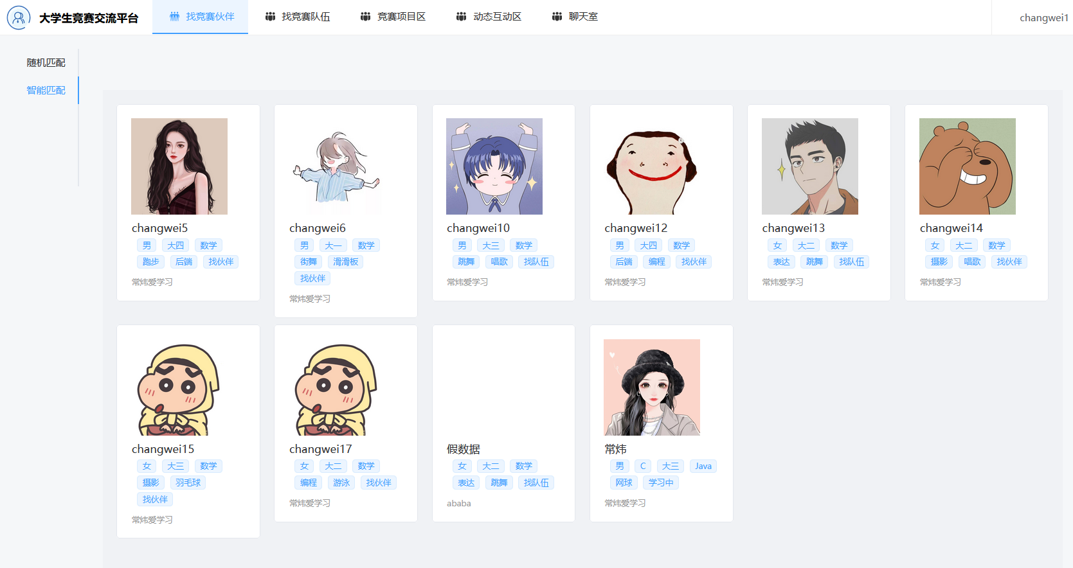 大学生竞赛交流平台 找竞赛伙伴 找竞赛队伍 竞赛项目区 动态互动区 聊天室 changwei1
随机匹配
智能匹配
changwei5
男 大四 数学
跑步 后端 找伙伴
常炜爱学习
changwei6
男 大一 数学
街舞 滑滑板
找伙伴
常炜爱学习
changwei10
男 大三 数学
跳舞 唱歌 找队伍
常炜爱学习
changwei12
男 大四 数学
后端 编程 找伙伴
常炜爱学习
changwei13
女 大二 数学
表达 跳舞 找队伍
常炜爱学习
changwei14
女 大二 数学
摄影 唱歌 找伙伴
常炜爱学习
changwei15
女 大三 数学
摄影 羽毛球
找伙伴
常炜爱学习
changwei17
女 大二 数学
编程 游泳 找伙伴
常炜爱学习
假数据
女 大二 数学
表达 跳舞 找队伍
ababa
常炜
男 C 大三 Java
网球 学习中
常炜爱学习